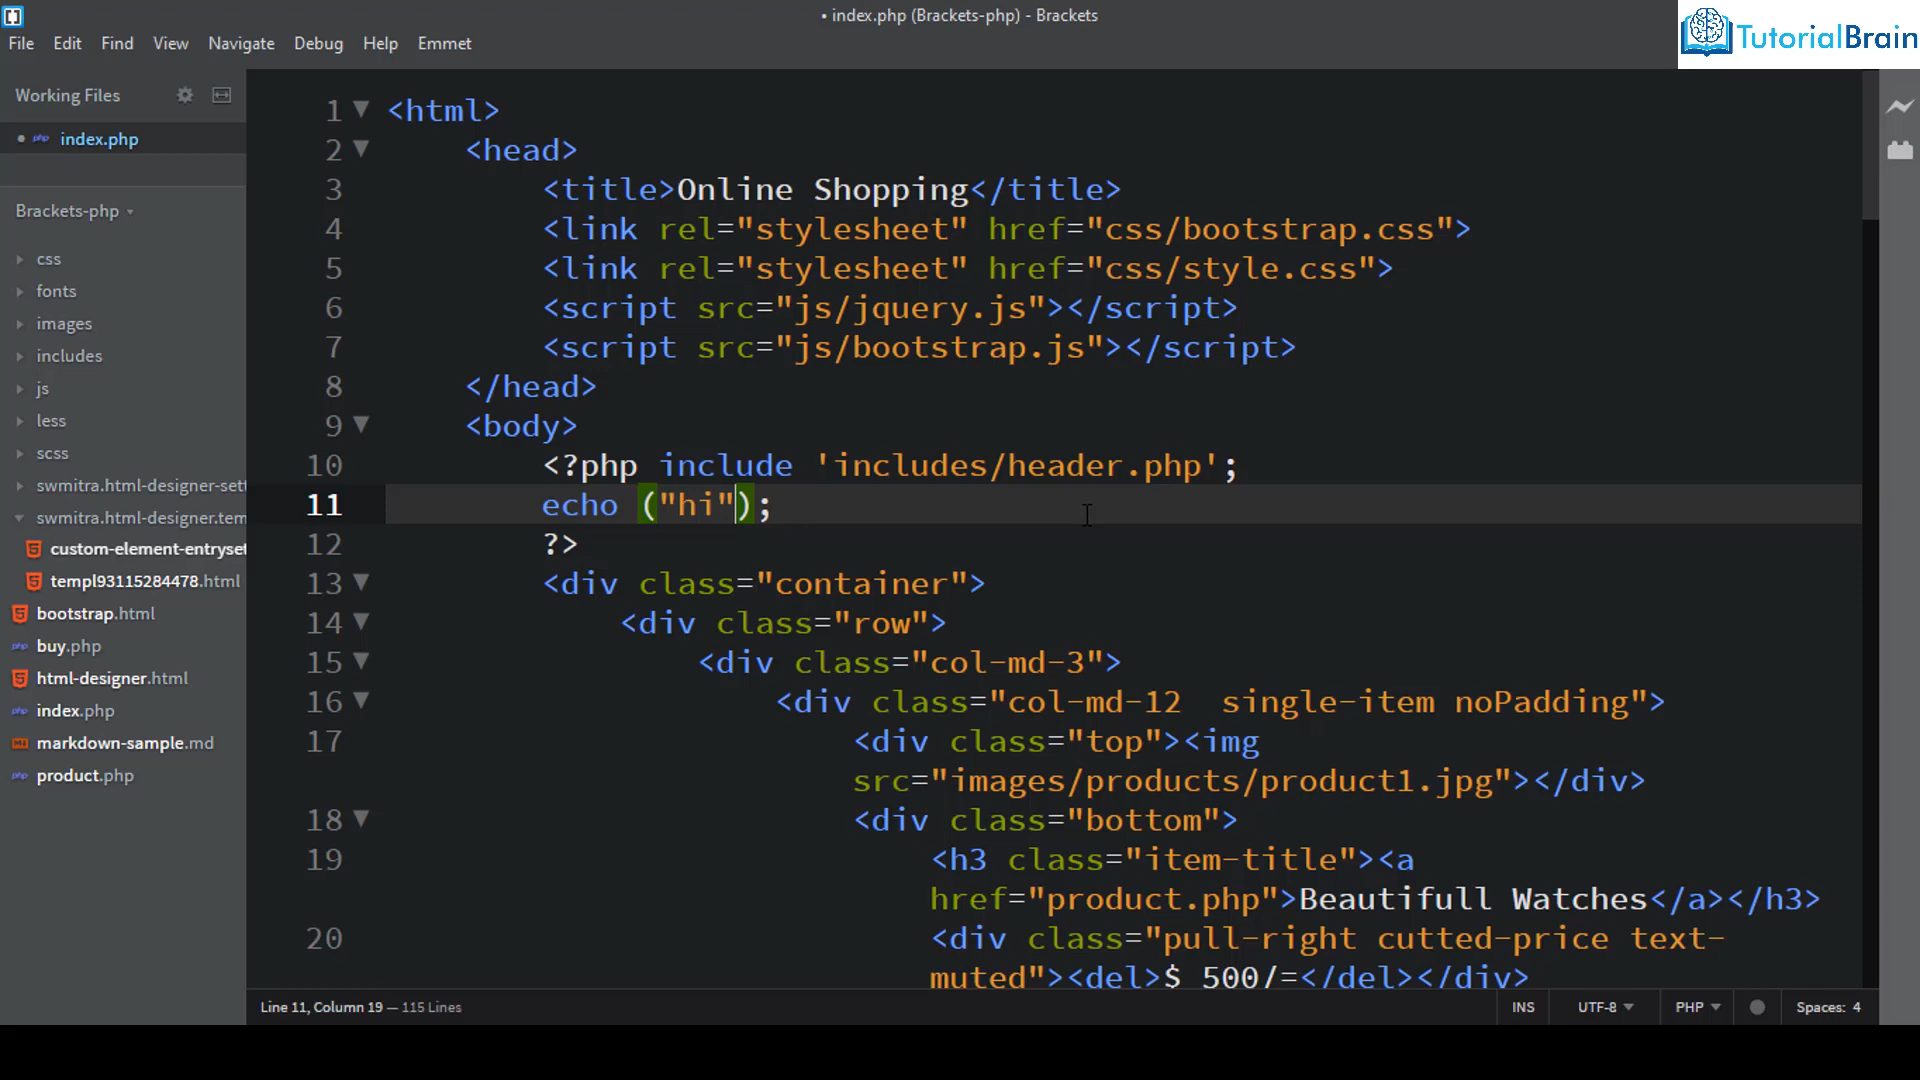 • index.php (Brackets-php) - Brackets
TutorialBrain
File Edit Find View Navigate Debug Help Emmet
Working Files
php index.php
Brackets-php
css
fonts
images
includes
js
less
scss
swmitra.html-designer-sett
swmitra.html-designer.tem
custom-element-entryset
templ93115284478.html
bootstrap.html
php buy.php
html-designer.html
php index.php
markdown-sample.md
php product.php
1 <html>
2 <head>
3 <title>Online Shopping</title>
4 <link rel="stylesheet" href="css/bootstrap.css">
5 <link rel="stylesheet" href="css/style.css">
6 <script src="js/jquery.js"></script>
7 <script src="js/bootstrap.js"></script>
8 </head>
9 <body>
10 <?php include 'includes/header.php';
11 echo ("hi");
12 ?>
13 <div class="container">
14 <div class="row">
15 <div class="col-md-3">
16 <div class="col-md-12  single-item noPadding">
17 <div class="top"><img
src="images/products/product1.jpg"></div>
18 <div class="bottom">
19 <h3 class="item-title"><a
href="product.php">Beautifull Watches</a></h3>
20 <div class="pull-right cutted-price text-
muted"><del>$ 500/=</del></div>
Line 11, Column 19 — 115 Lines
INS UTF-8 PHP Spaces: 4